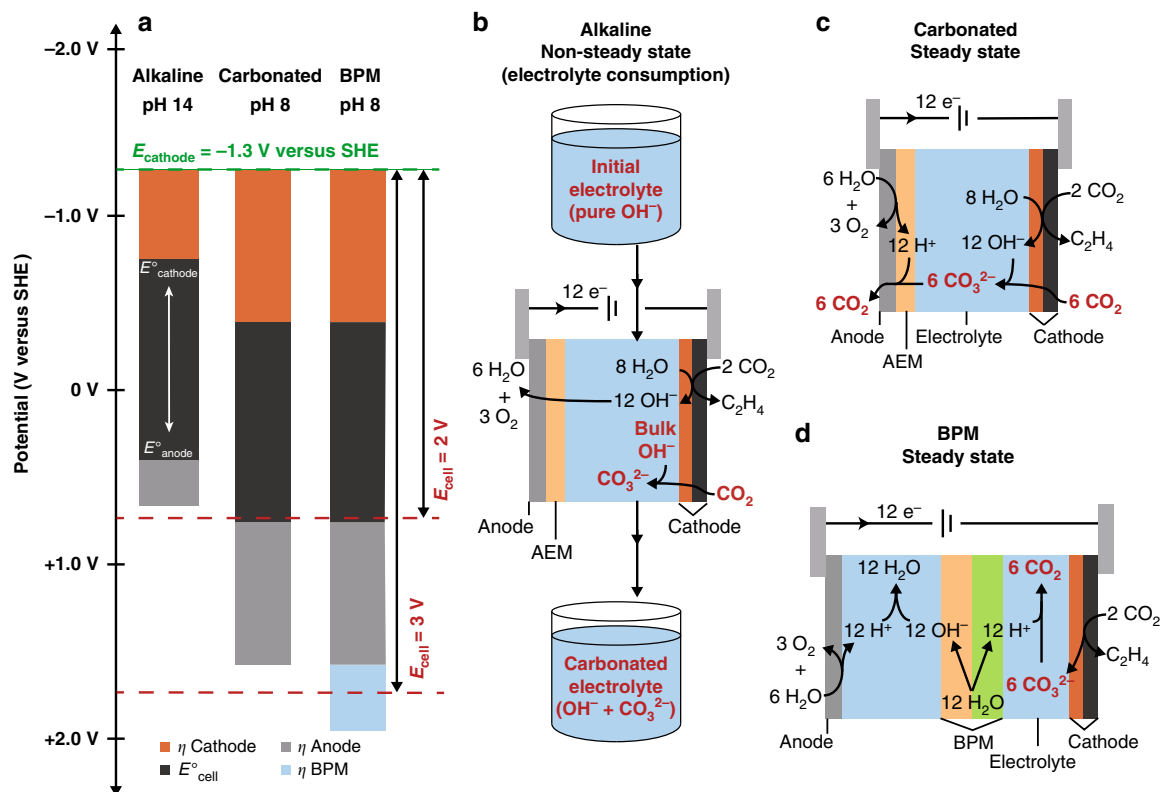 a
−2.0 V
−1.0 V
0 V
+1.0 V
+2.0 V
Potential (V versus SHE)
Alkaline
pH 14
Carbonated
pH 8
BPM
pH 8
E_cathode = −1.3 V versus SHE
E°_cathode
E°_anode
E_cell = 2 V
E_cell = 3 V
η Cathode
η Anode
E°_cell
η BPM
b
Alkaline
Non-steady state
(electrolyte consumption)
Initial
electrolyte
(pure OH⁻)
12 e⁻
6 H₂O
+
3 O₂
8 H₂O
2 CO₂
12 OH⁻
C₂H₄
Bulk
OH⁻
CO₃²⁻
CO₂
Anode
AEM
Cathode
Carbonated
electrolyte
(OH⁻ + CO₃²⁻)
c
Carbonated
Steady state
12 e⁻
6 H₂O
+
3 O₂
8 H₂O
2 CO₂
12 H⁺
12 OH⁻
C₂H₄
6 CO₂
6 CO₃²⁻
6 CO₂
Anode
Electrolyte
Cathode
AEM
d
BPM
Steady state
12 e⁻
12 H₂O
6 CO₂
12 H⁺
12 OH⁻
12 H⁺
2 CO₂
3 O₂
+
6 H₂O
C₂H₄
6 CO₃²⁻
12 H₂O
Anode
BPM
Cathode
Electrolyte